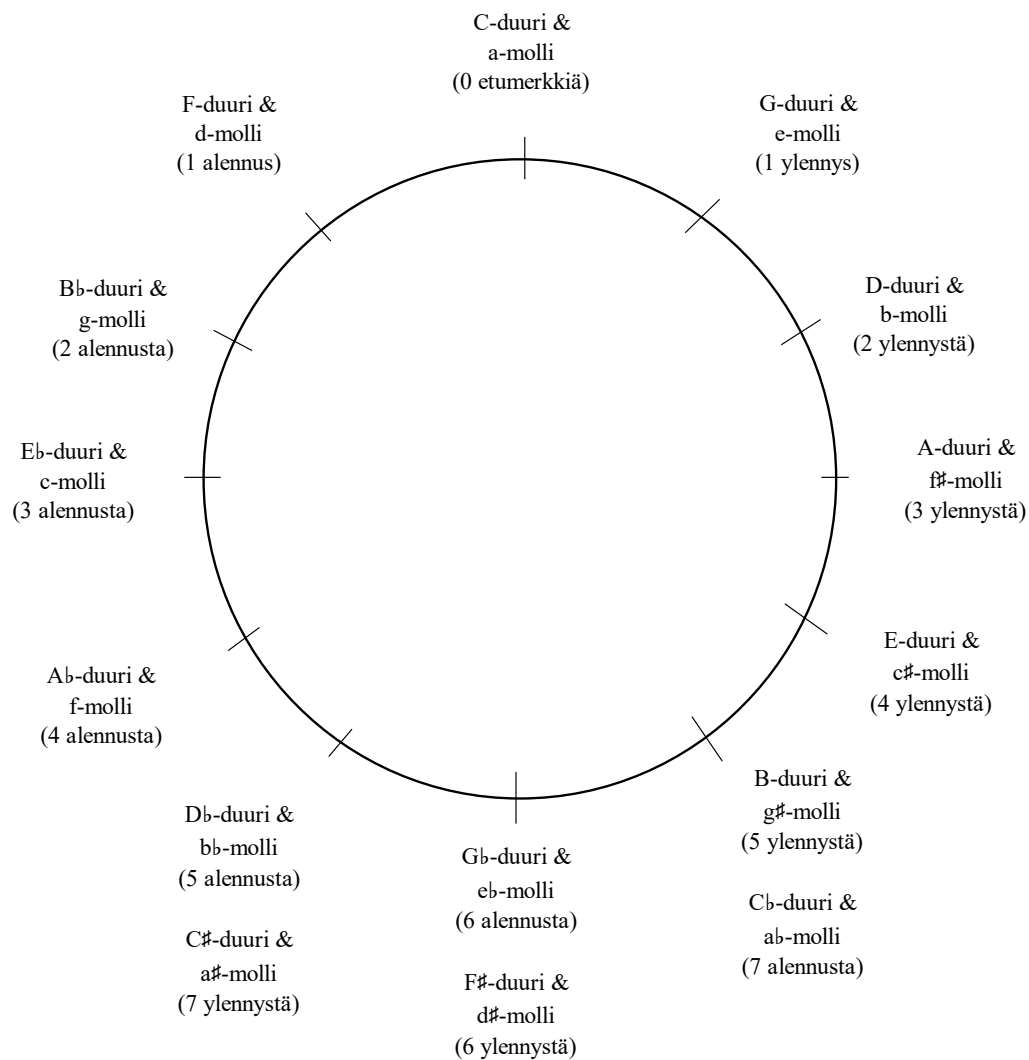 C-duuri &
a-molli
(0 etumerkkiä)
G-duuri &
e-molli
(1 ylennys)
D-duuri &
b-molli
(2 ylennystä)
A-duuri &
f♯-molli
(3 ylennystä)
E-duuri &
c♯-molli
(4 ylennystä)
B-duuri &
g♯-molli
(5 ylennystä)
C♭-duuri &
a♭-molli
(7 alennusta)
G♭-duuri &
e♭-molli
(6 alennusta)
F♯-duuri &
d♯-molli
(6 ylennystä)
D♭-duuri &
b♭-molli
(5 alennusta)
C♯-duuri &
a♯-molli
(7 ylennystä)
A♭-duuri &
f-molli
(4 alennusta)
E♭-duuri &
c-molli
(3 alennusta)
B♭-duuri &
g-molli
(2 alennusta)
F-duuri &
d-molli
(1 alennus)